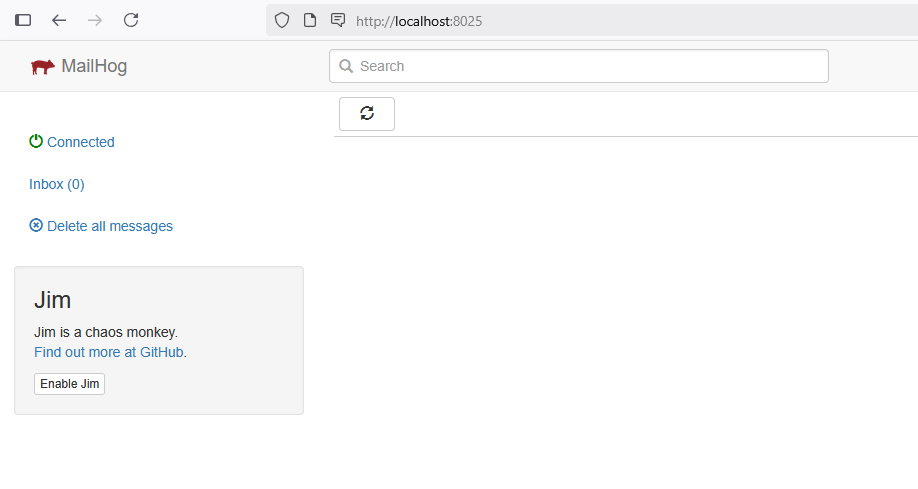 http://localhost:8025
MailHog
Search
Connected
Inbox (0)
Delete all messages
Jim
Jim is a chaos monkey.
Find out more at GitHub.
Enable Jim